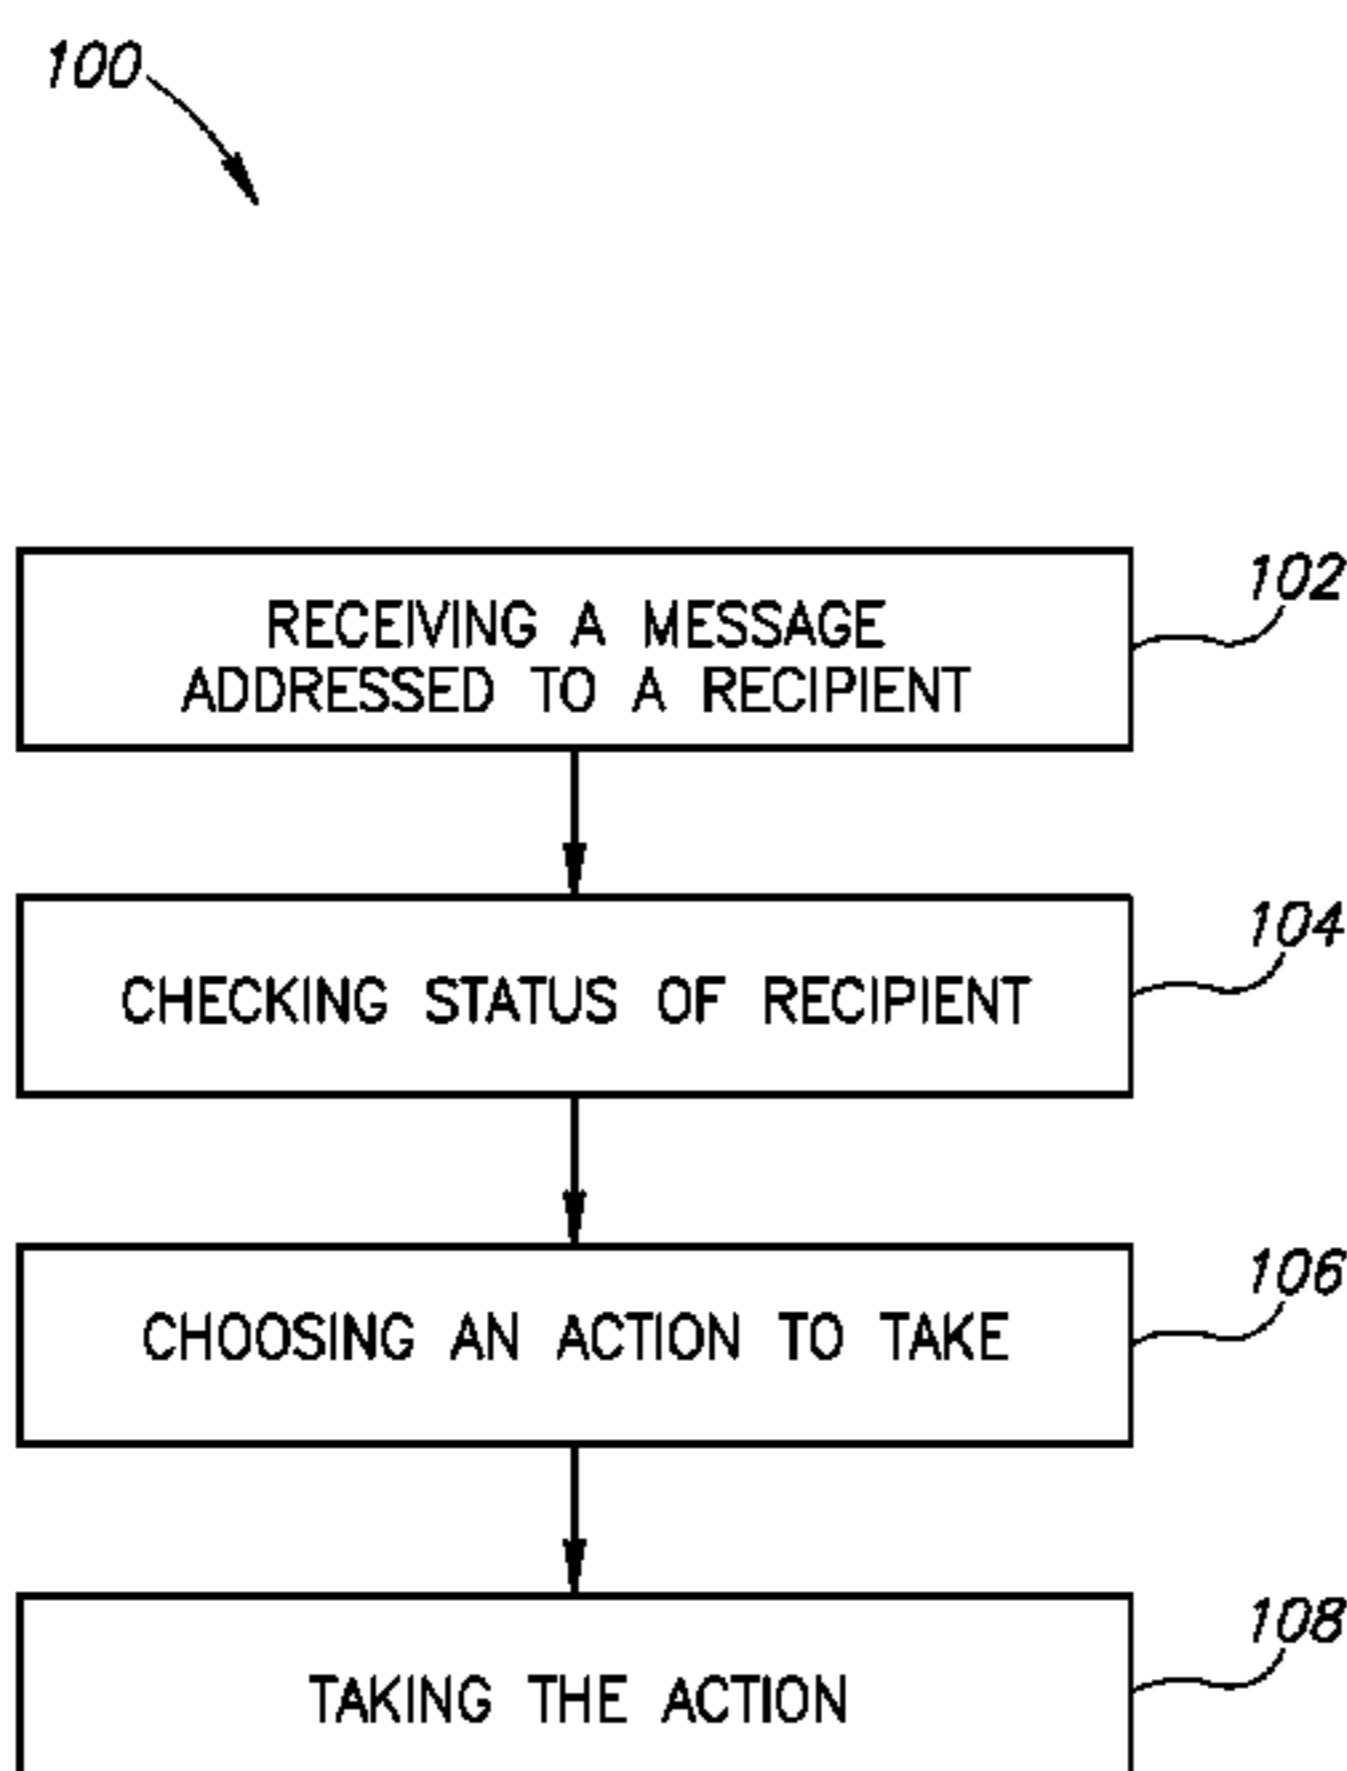 100
RECEIVING A MESSAGE
ADDRESSED TO A RECIPIENT
102
CHECKING STATUS OF RECIPIENT
104
CHOOSING AN ACTION TO TAKE
106
TAKING THE ACTION
108